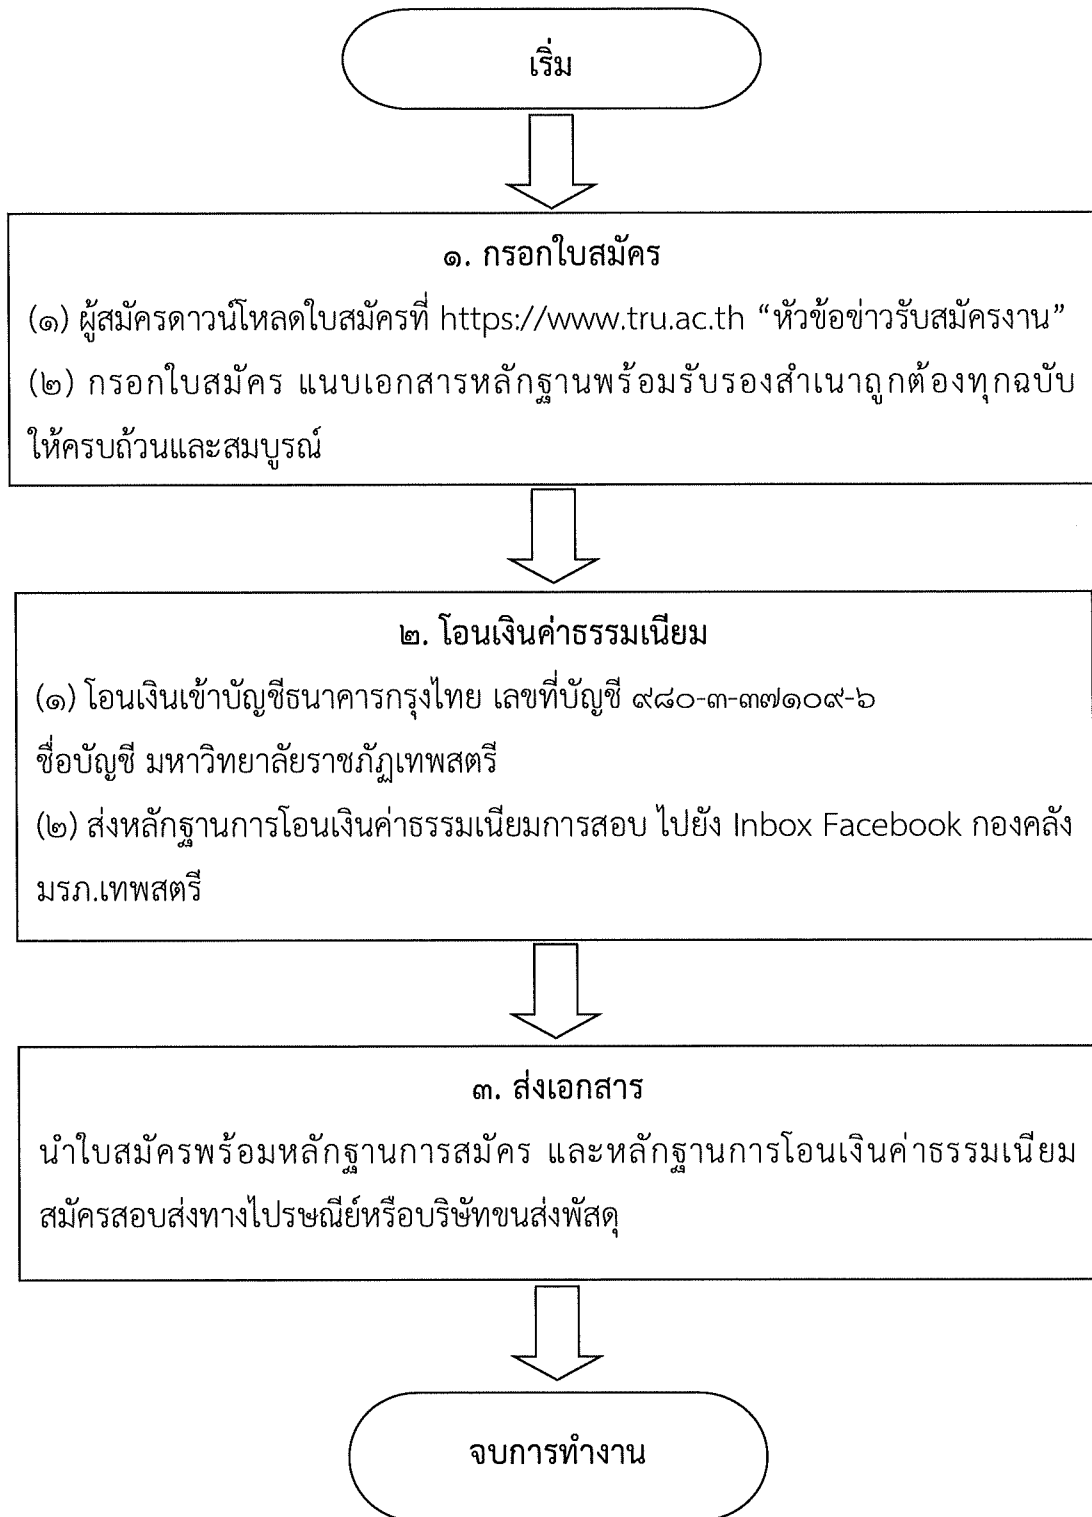 เริ่ม
๑. กรอกใบสมัคร
(๑) ผู้สมัครดาวน์โหลดใบสมัครที่ https://www.tru.ac.th “หัวข้อข่าวรับสมัครงาน”
(๒) กรอกใบสมัคร แนบเอกสารหลักฐานพร้อมรับรองสำเนาถูกต้องทุกฉบับ
ให้ครบถ้วนและสมบูรณ์
๒. โอนเงินค่าธรรมเนียม
(๑) โอนเงินเข้าบัญชีธนาคารกรุงไทย เลขที่บัญชี ๙๘๐-๓-๓๗๑๐๙-๖
ชื่อบัญชี มหาวิทยาลัยราชภัฏเทพสตรี
(๒) ส่งหลักฐานการโอนเงินค่าธรรมเนียมการสอบ ไปยัง Inbox Facebook กองคลัง
มรภ.เทพสตรี
๓. ส่งเอกสาร
นำใบสมัครพร้อมหลักฐานการสมัคร และหลักฐานการโอนเงินค่าธรรมเนียม
สมัครสอบส่งทางไปรษณีย์หรือบริษัทขนส่งพัสดุ
จบการทำงาน